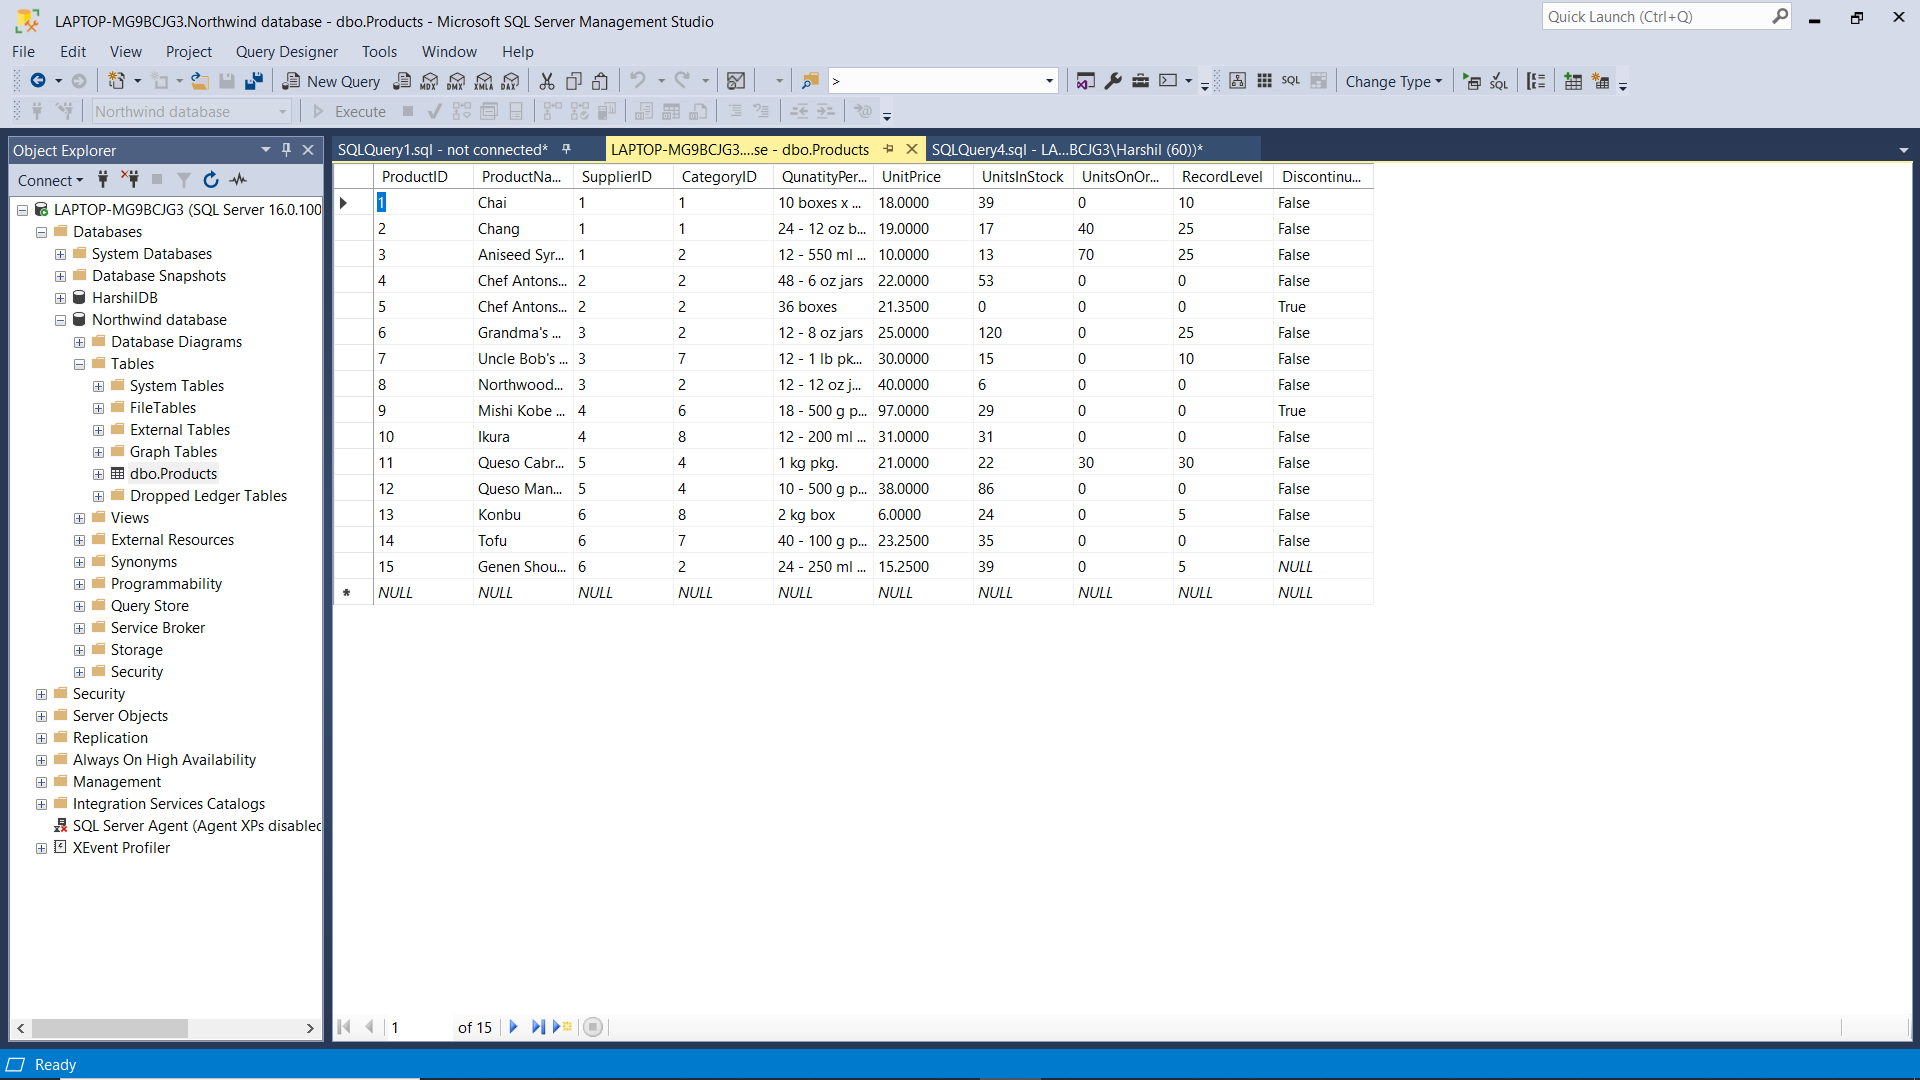 LAPTOP-MG9BCJG3.Northwind database - dbo.Products - Microsoft SQL Server Management Studio
Quick Launch (Ctrl+Q)
File Edit View Project Query Designer Tools Window Help
New Query MDX DMX XMLA DAX > SQL Change Type SQL
Northwind database Execute
Object Explorer
Connect
LAPTOP-MG9BCJG3 (SQL Server 16.0.100
Databases
System Databases
Database Snapshots
HarshilDB
Northwind database
Database Diagrams
Tables
System Tables
FileTables
External Tables
Graph Tables
dbo.Products
Dropped Ledger Tables
Views
External Resources
Synonyms
Programmability
Query Store
Service Broker
Storage
Security
Security
Server Objects
Replication
Always On High Availability
Management
Integration Services Catalogs
SQL Server Agent (Agent XPs disabled
XEvent Profiler
SQLQuery1.sql - not connected* LAPTOP-MG9BCJG3....se - dbo.Products SQLQuery4.sql - LA...BCJG3\Harshil (60))*
ProductID ProductNa... SupplierID CategoryID QunatityPer... UnitPrice UnitsInStock UnitsOnOr... RecordLevel Discontinu...
1 Chai 1 1 10 boxes x ... 18.0000 39 0 10 False
2 Chang 1 1 24 - 12 oz b... 19.0000 17 40 25 False
3 Aniseed Syr... 1 2 12 - 550 ml ... 10.0000 13 70 25 False
4 Chef Antons... 2 2 48 - 6 oz jars 22.0000 53 0 0 False
5 Chef Antons... 2 2 36 boxes 21.3500 0 0 0 True
6 Grandma's ... 3 2 12 - 8 oz jars 25.0000 120 0 25 False
7 Uncle Bob's ... 3 7 12 - 1 lb pk... 30.0000 15 0 10 False
8 Northwood... 3 2 12 - 12 oz j... 40.0000 6 0 0 False
9 Mishi Kobe ... 4 6 18 - 500 g p... 97.0000 29 0 0 True
10 Ikura 4 8 12 - 200 ml ... 31.0000 31 0 0 False
11 Queso Cabr... 5 4 1 kg pkg. 21.0000 22 30 30 False
12 Queso Man... 5 4 10 - 500 g p... 38.0000 86 0 0 False
13 Konbu 6 8 2 kg box 6.0000 24 0 5 False
14 Tofu 6 7 40 - 100 g p... 23.2500 35 0 0 False
15 Genen Shou... 6 2 24 - 250 ml ... 15.2500 39 0 5 NULL
* NULL NULL NULL NULL NULL NULL NULL NULL NULL NULL
1 of 15
Ready